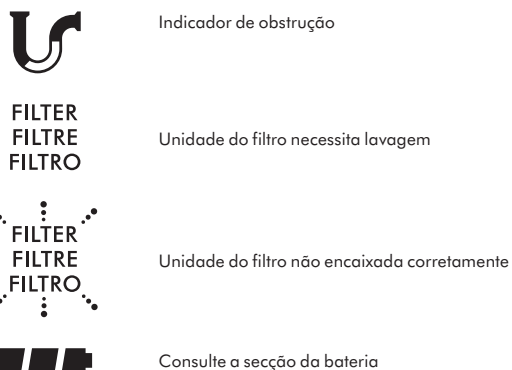 Indicador de obstrução
FILTER
FILTRE
FILTRO
Unidade do filtro necessita lavagem
FILTER
FILTRE
FILTRO
Unidade do filtro não encaixada corretamente
Consulte a secção da bateria